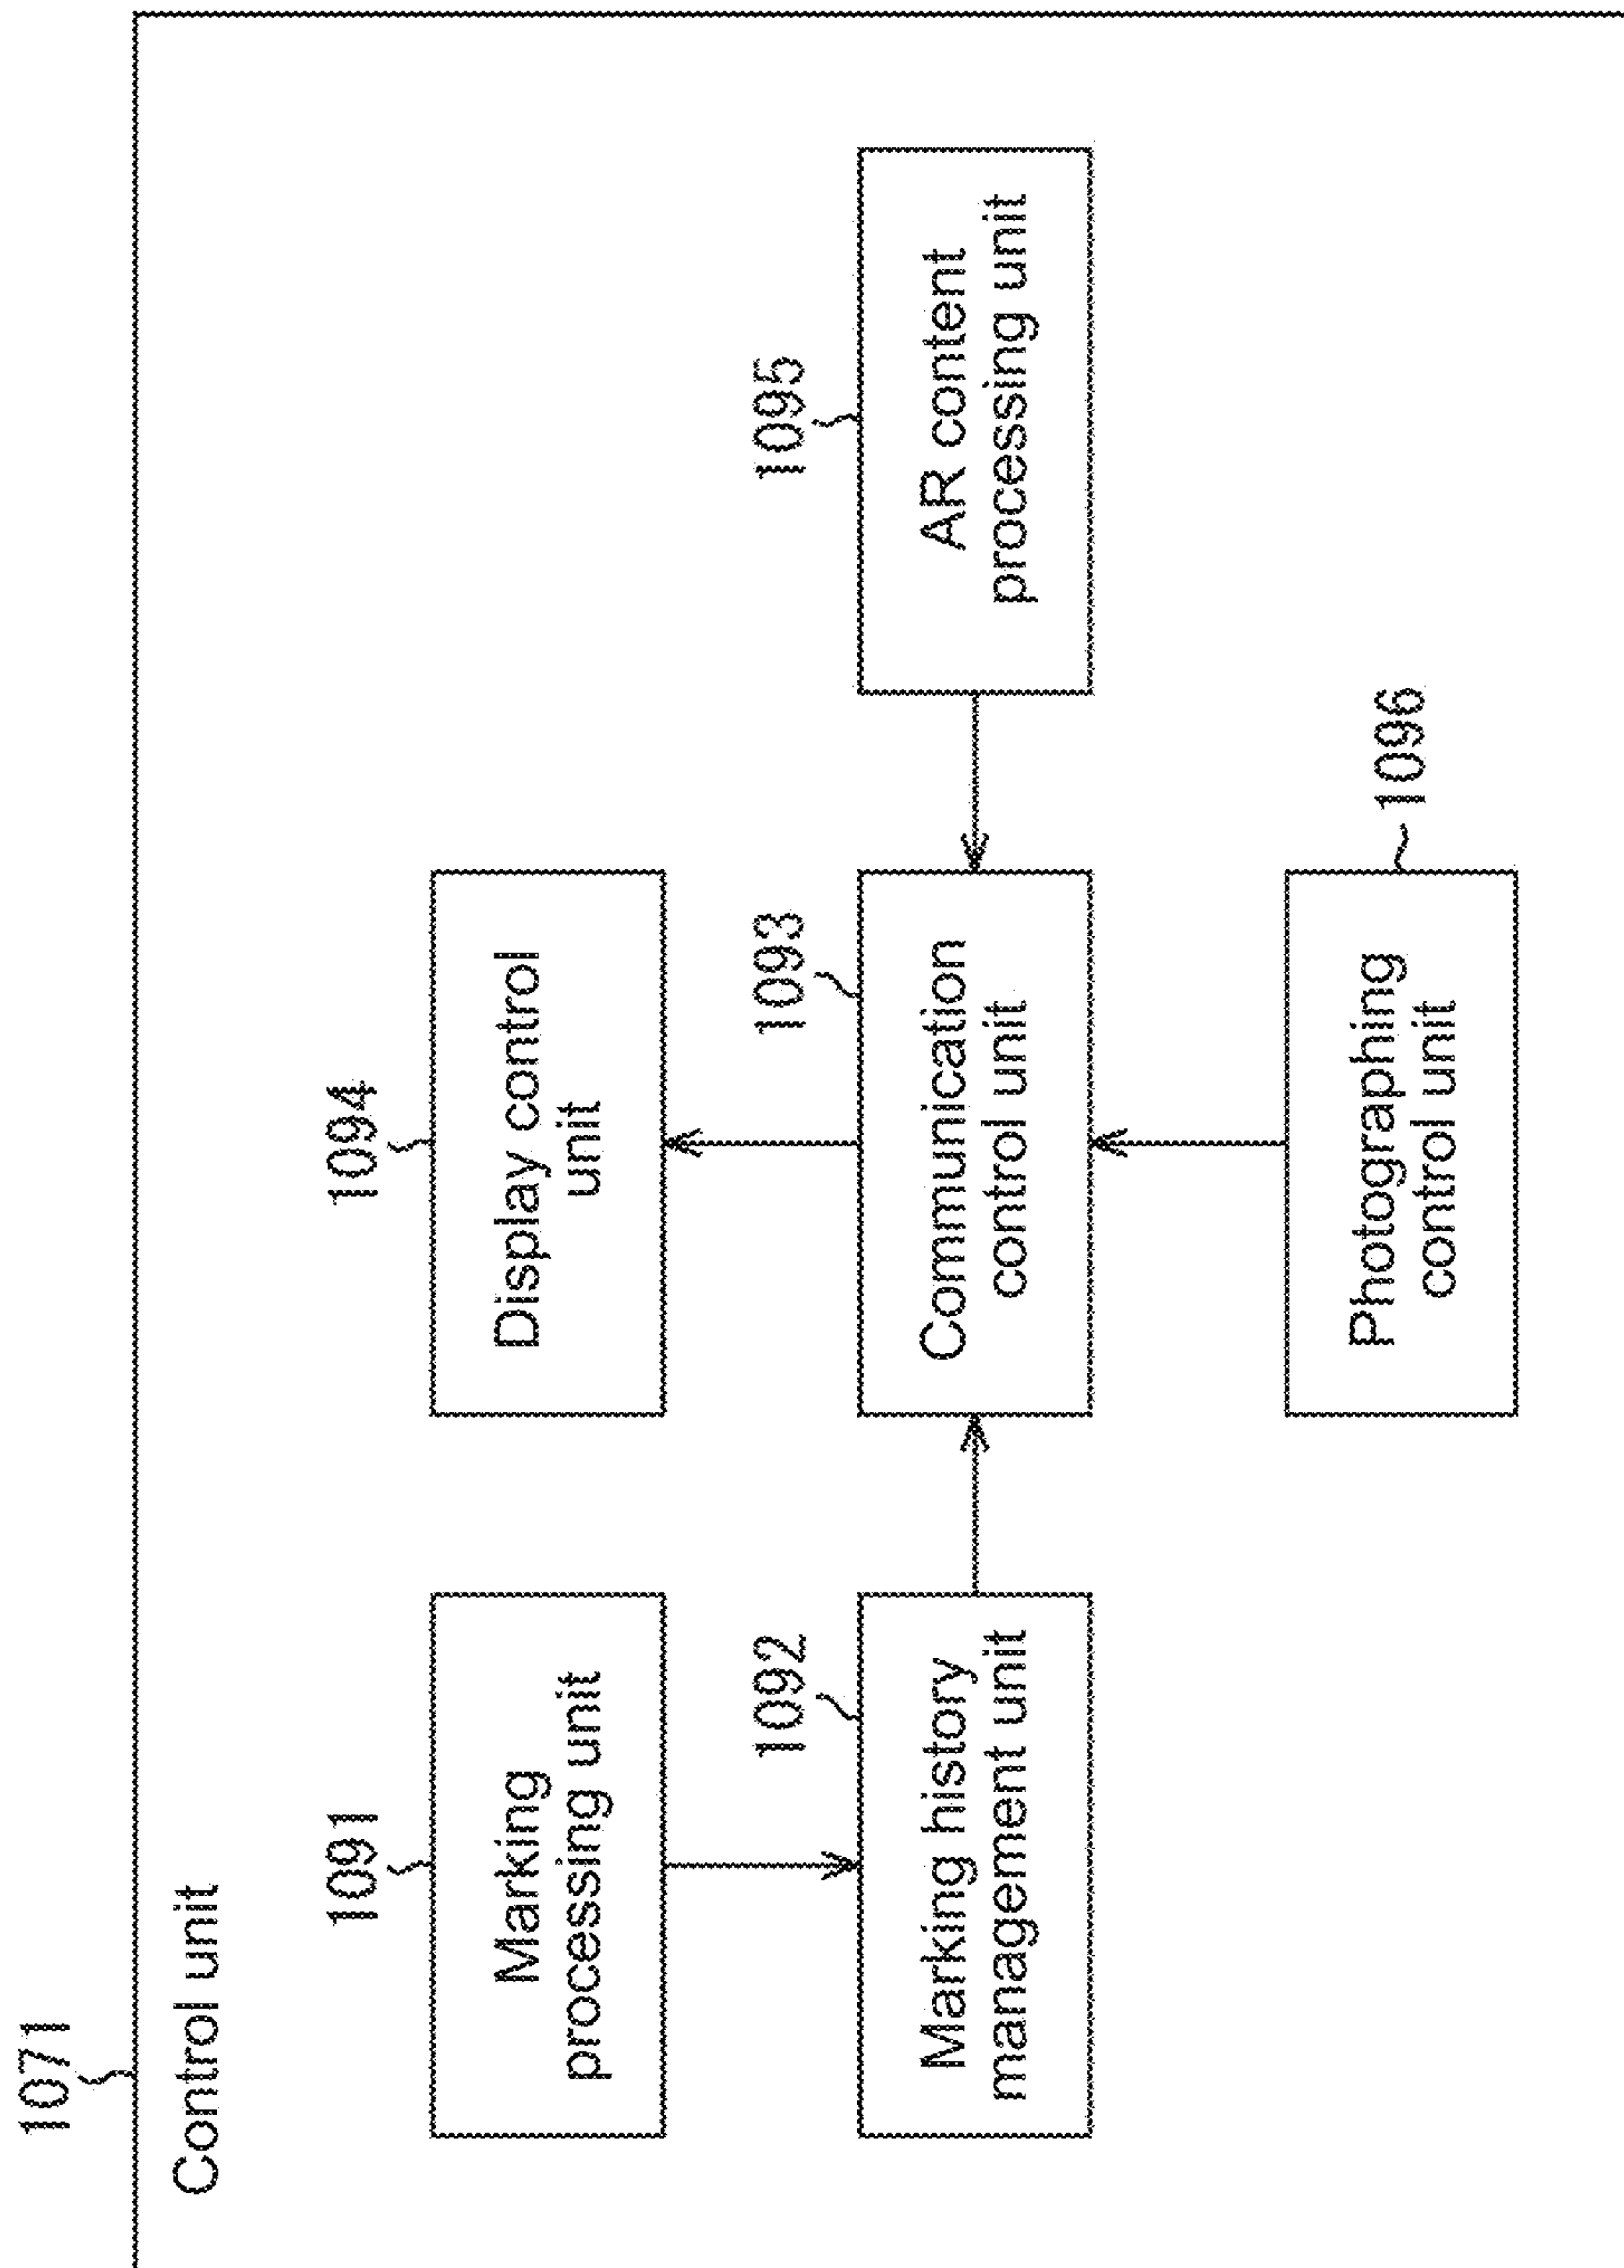 1071
Control unit
1091
Marking
processing unit
1094
Display control
unit
1092
Marking history
management unit
1093
Communication
control unit
1095
AR content
processing unit
Photographing
control unit
1096